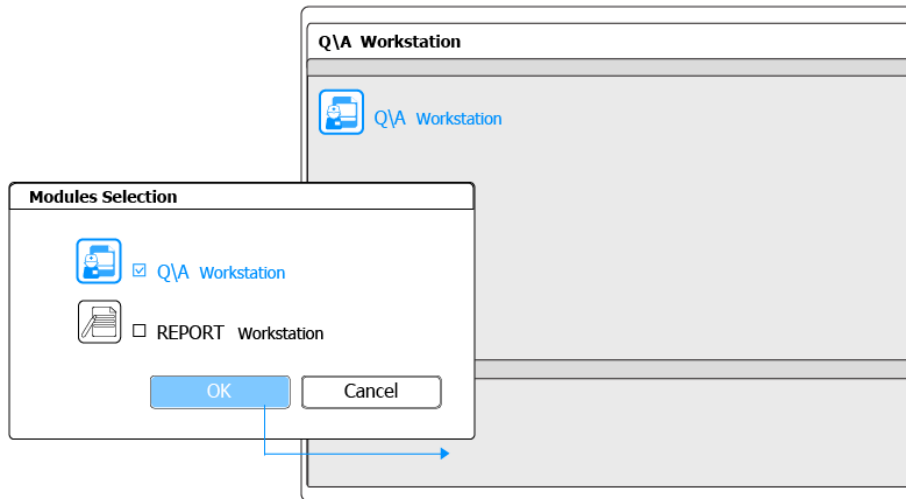 Q\A Workstation
Q\A Workstation
Modules Selection
Q\A Workstation
REPORT Workstation
OK Cancel